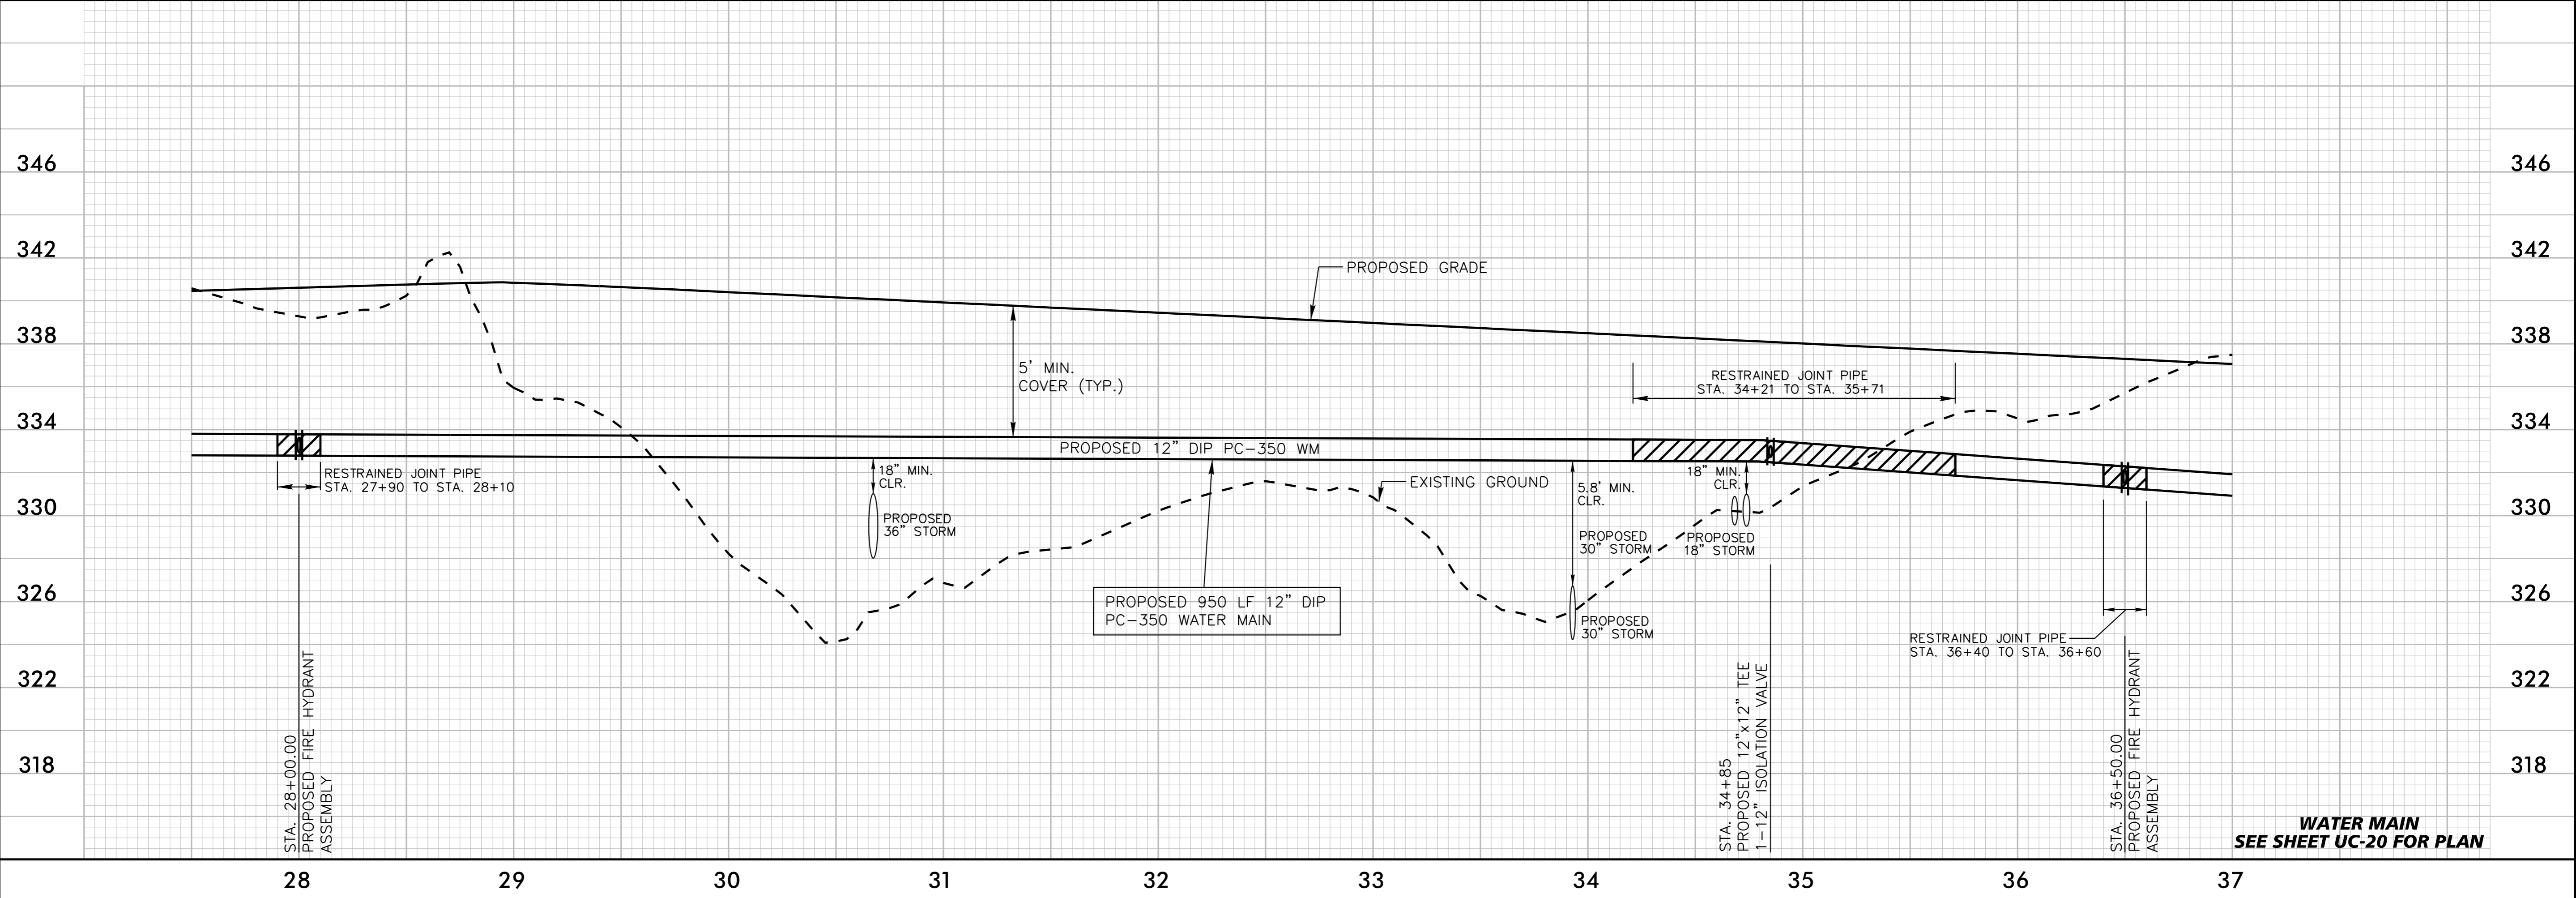 346
346
342
342
PROPOSED GRADE
338
338
5' MIN.
COVER (TYP.)
RESTRAINED JOINT PIPE
STA. 34+21 TO STA. 35+71
334
334
PROPOSED 12" DIP PC-350 WM
RESTRAINED JOINT PIPE
STA. 27+90 TO STA. 28+10
18" MIN.
CLR.
EXISTING GROUND
5.8' MIN.
CLR.
18" MIN.
CLR.
330
330
PROPOSED
36" STORM
PROPOSED
30" STORM
PROPOSED
18" STORM
326
326
PROPOSED 950 LF 12" DIP
PC-350 WATER MAIN
PROPOSED
30" STORM
RESTRAINED JOINT PIPE
STA. 36+40 TO STA. 36+60
322
322
318
318
STA. 28+00.00
PROPOSED FIRE HYDRANT
ASSEMBLY
STA. 34+85
PROPOSED 12"x12" TEE
1-12" ISOLATION VALVE
STA. 36+50.00
PROPOSED FIRE HYDRANT
ASSEMBLY
WATER MAIN
SEE SHEET UC-20 FOR PLAN
28
29
30
31
32
33
34
35
36
37